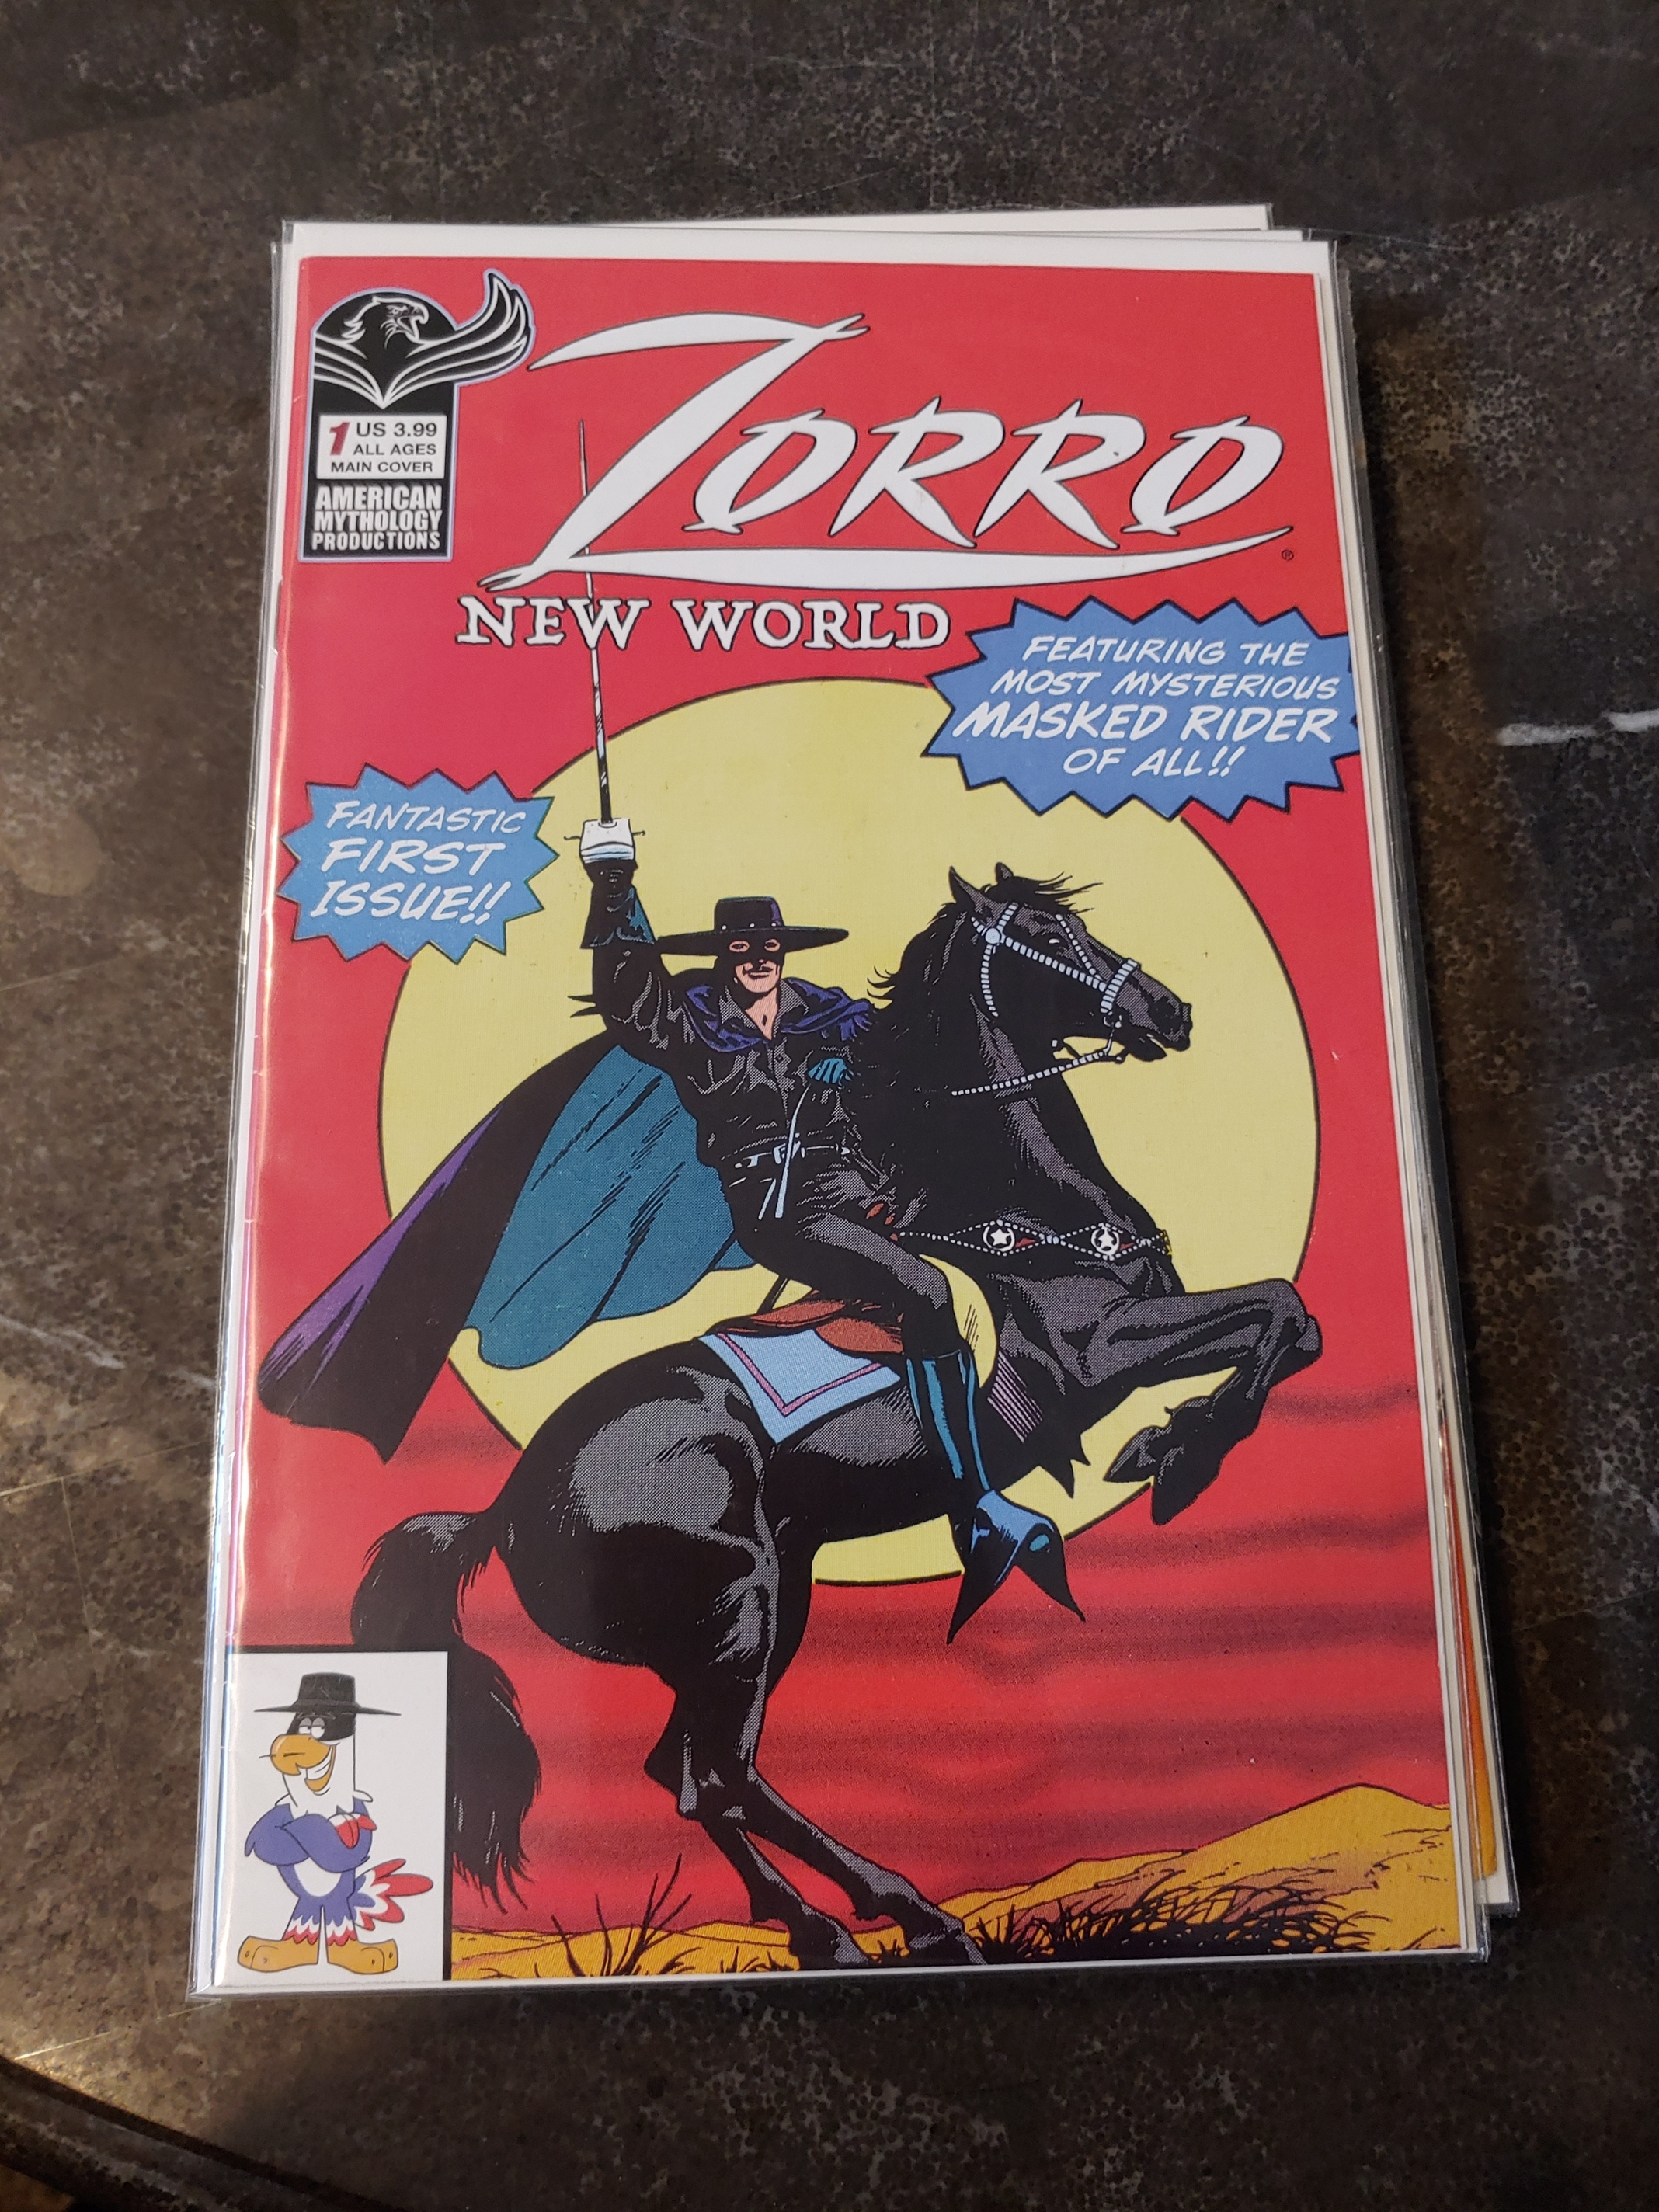 1 US 3.99
ALL AGES
MAIN COVER
AMERICAN
MYTHOLOGY
PRODUCTIONS
ZORRO
®
NEW WORLD
FEATURING THE
MOST MYSTERIOUS
MASKED RIDER
OF ALL!!
FANTASTIC
FIRST
ISSUE!!